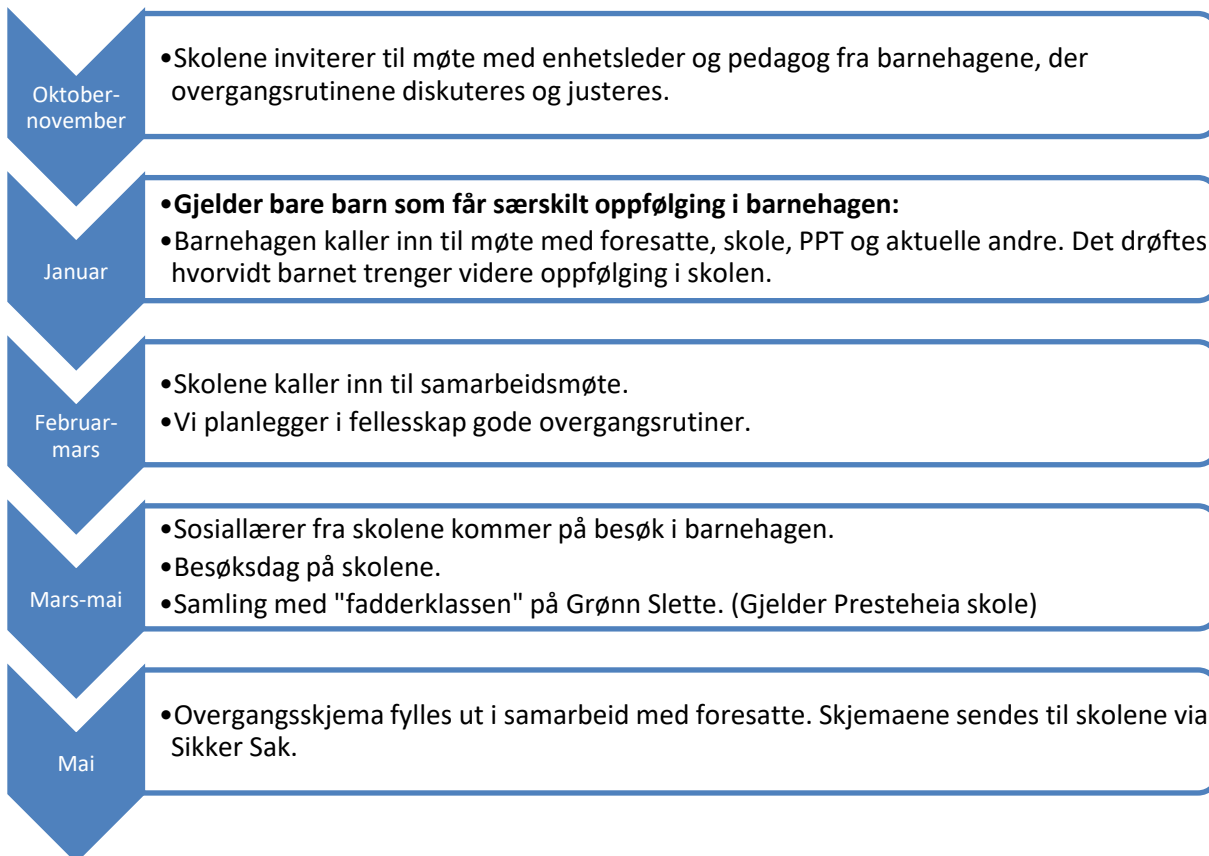 Oktober-
november
•Skolene inviterer til møte med enhetsleder og pedagog fra barnehagene, der
overgangsrutinene diskuteres og justeres.
Januar
•Gjelder bare barn som får særskilt oppfølging i barnehagen:
•Barnehagen kaller inn til møte med foresatte, skole, PPT og aktuelle andre. Det drøftes
hvorvidt barnet trenger videre oppfølging i skolen.
Februar-
mars
•Skolene kaller inn til samarbeidsmøte.
•Vi planlegger i fellesskap gode overgangsrutiner.
Mars-mai
•Sosiallærer fra skolene kommer på besøk i barnehagen.
•Besøksdag på skolene.
•Samling med "fadderklassen" på Grønn Slette. (Gjelder Presteheia skole)
Mai
•Overgangsskjema fylles ut i samarbeid med foresatte. Skjemaene sendes til skolene via
Sikker Sak.